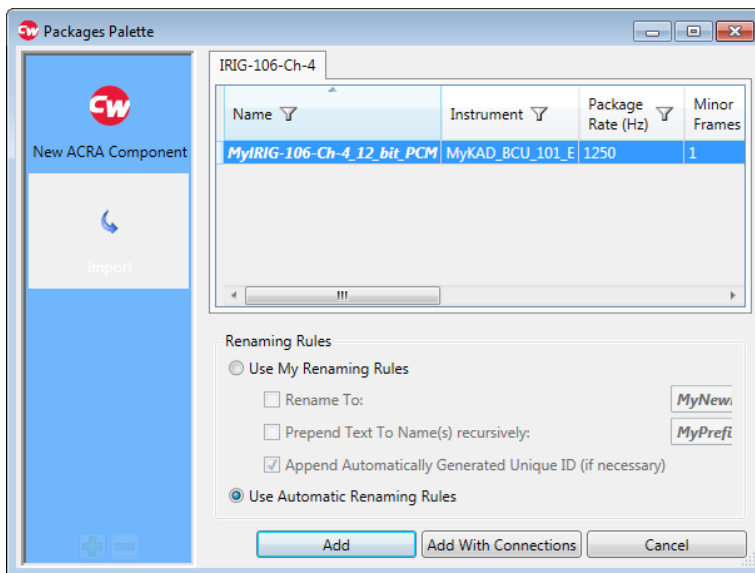 CW Packages Palette
CW
New ACRA Component
Import
IRIG-106-Ch-4
Name
Instrument
Package
Rate (Hz)
Minor
Frames
MyIRIG-106-Ch-4_12_bit_PCM MyKAD_BCU_101_E 1250 1
Renaming Rules
Use My Renaming Rules
Rename To: MyNew
Prepend Text To Name(s) recursively: MyPrefi
Append Automatically Generated Unique ID (if necessary)
Use Automatic Renaming Rules
Add Add With Connections Cancel